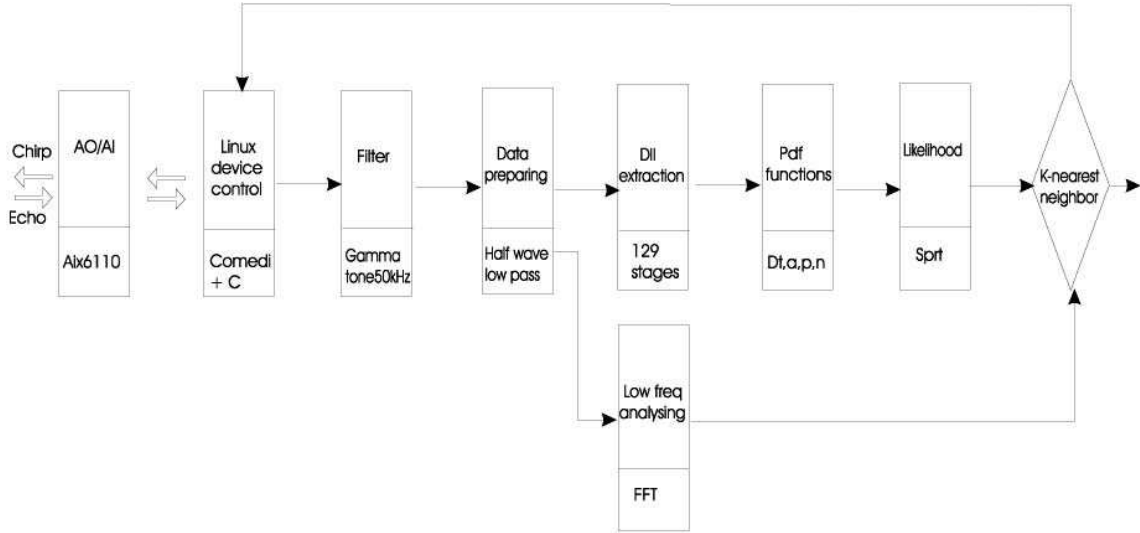 Chirp
Echo
AO/AI
Aix6110
Linux
device
control
Comedi
+ C
Filter
Gamma
tone50kHz
Data
preparing
Half wave
low pass
DII
extraction
129
stages
Pdf
functions
Dt,a,p,n
Likelihood
Sprt
K-nearest
neighbor
Low freq
analysing
FFT